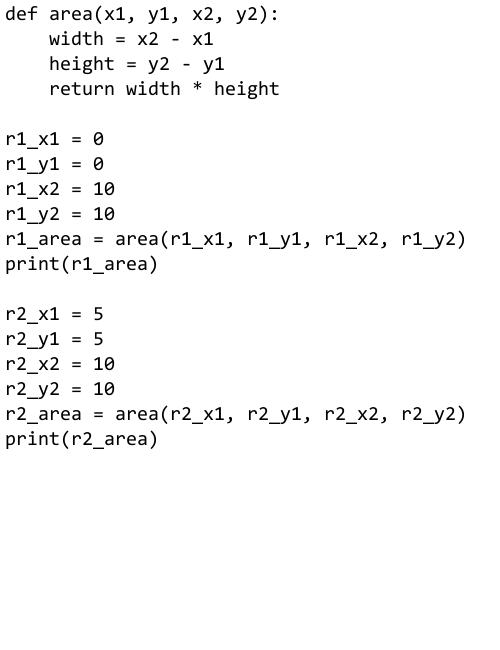 def area(x1, y1, x2, y2):
    width = x2 - x1
    height = y2 - y1
    return width * height

r1_x1 = 0
r1_y1 = 0
r1_x2 = 10
r1_y2 = 10
r1_area = area(r1_x1, r1_y1, r1_x2, r1_y2)
print(r1_area)

r2_x1 = 5
r2_y1 = 5
r2_x2 = 10
r2_y2 = 10
r2_area = area(r2_x1, r2_y1, r2_x2, r2_y2)
print(r2_area)